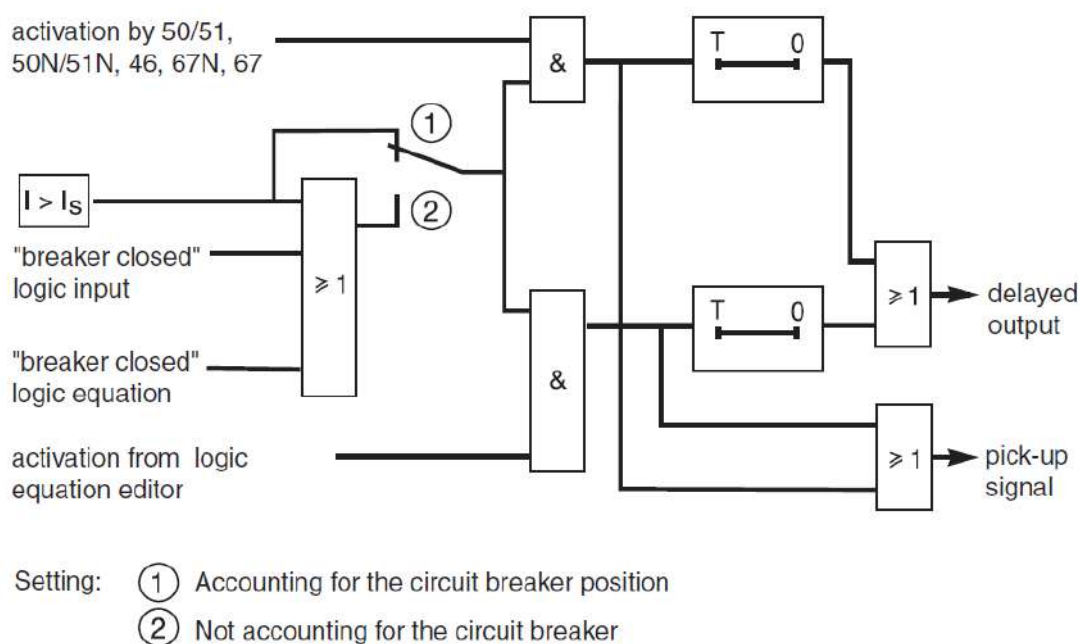 activation by 50/51,
50N/51N, 46, 67N, 67
&
T 0
1
I > Is
2
"breaker closed"
logic input
≥ 1
"breaker closed"
logic equation
&
T 0
≥ 1
delayed
output
activation from logic
equation editor
≥ 1
pick-up
signal
Setting:
1 Accounting for the circuit breaker position
2 Not accounting for the circuit breaker